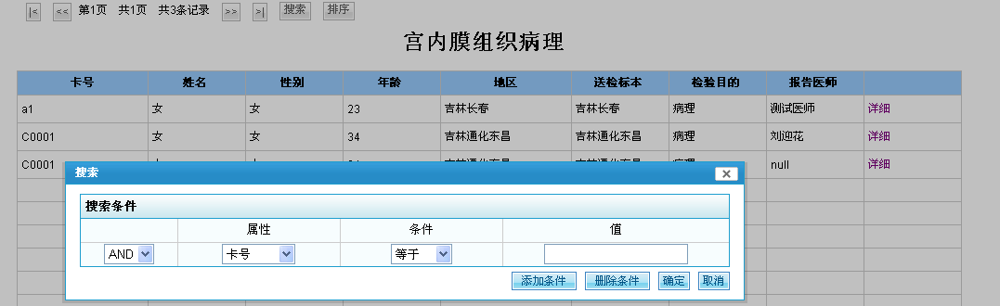 |< << 第1页 共1页 共3条记录 >> >| 搜索 排序
宫内膜组织病理
卡号 姓名 性别 年龄 地区 送检标本 检验目的 报告医师
a1 女 女 23 吉林长春 吉林长春 病理 测试医师 详细
C0001 女 女 34 吉林通化东昌 吉林通化东昌 病理 刘迎花 详细
C0001 null 详细
搜索
搜索条件
属性 条件 值
AND 卡号 等于
添加条件 删除条件 确定 取消